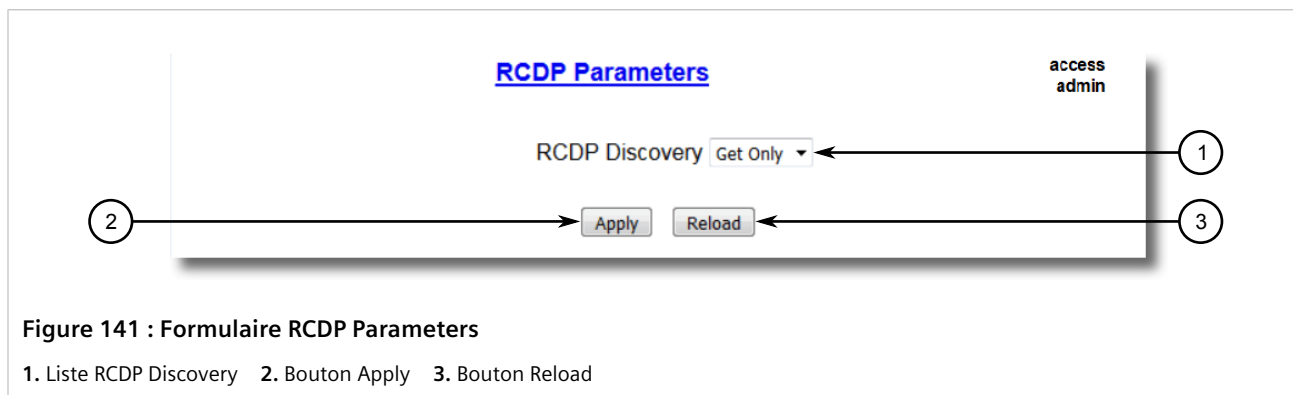 RCDP Parameters
access
admin
RCDP Discovery Get Only
1
2
Apply Reload
3
Figure 141 : Formulaire RCDP Parameters
1. Liste RCDP Discovery 2. Bouton Apply 3. Bouton Reload